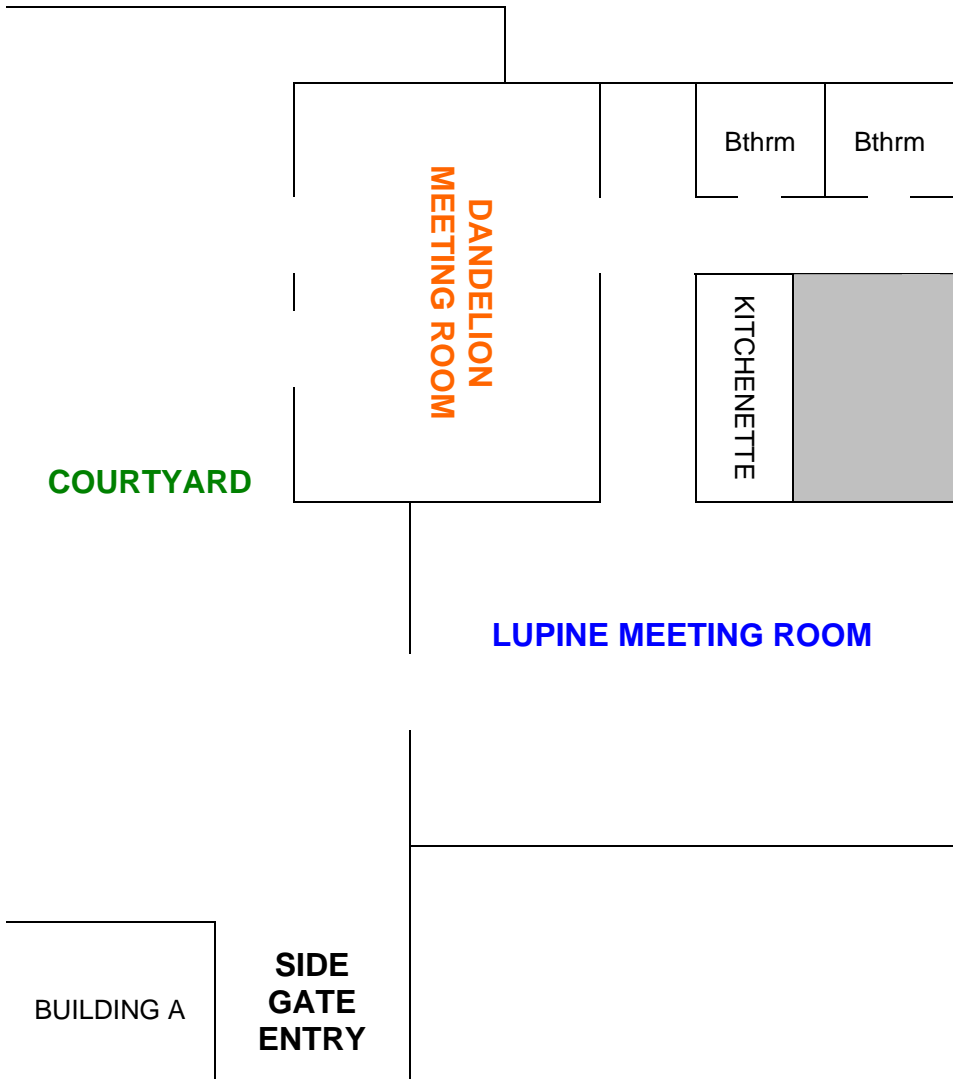 Bthrm
Bthrm
DANDELION
MEETING ROOM
KITCHENETTE
COURTYARD
LUPINE MEETING ROOM
SIDE
GATE
ENTRY
BUILDING A